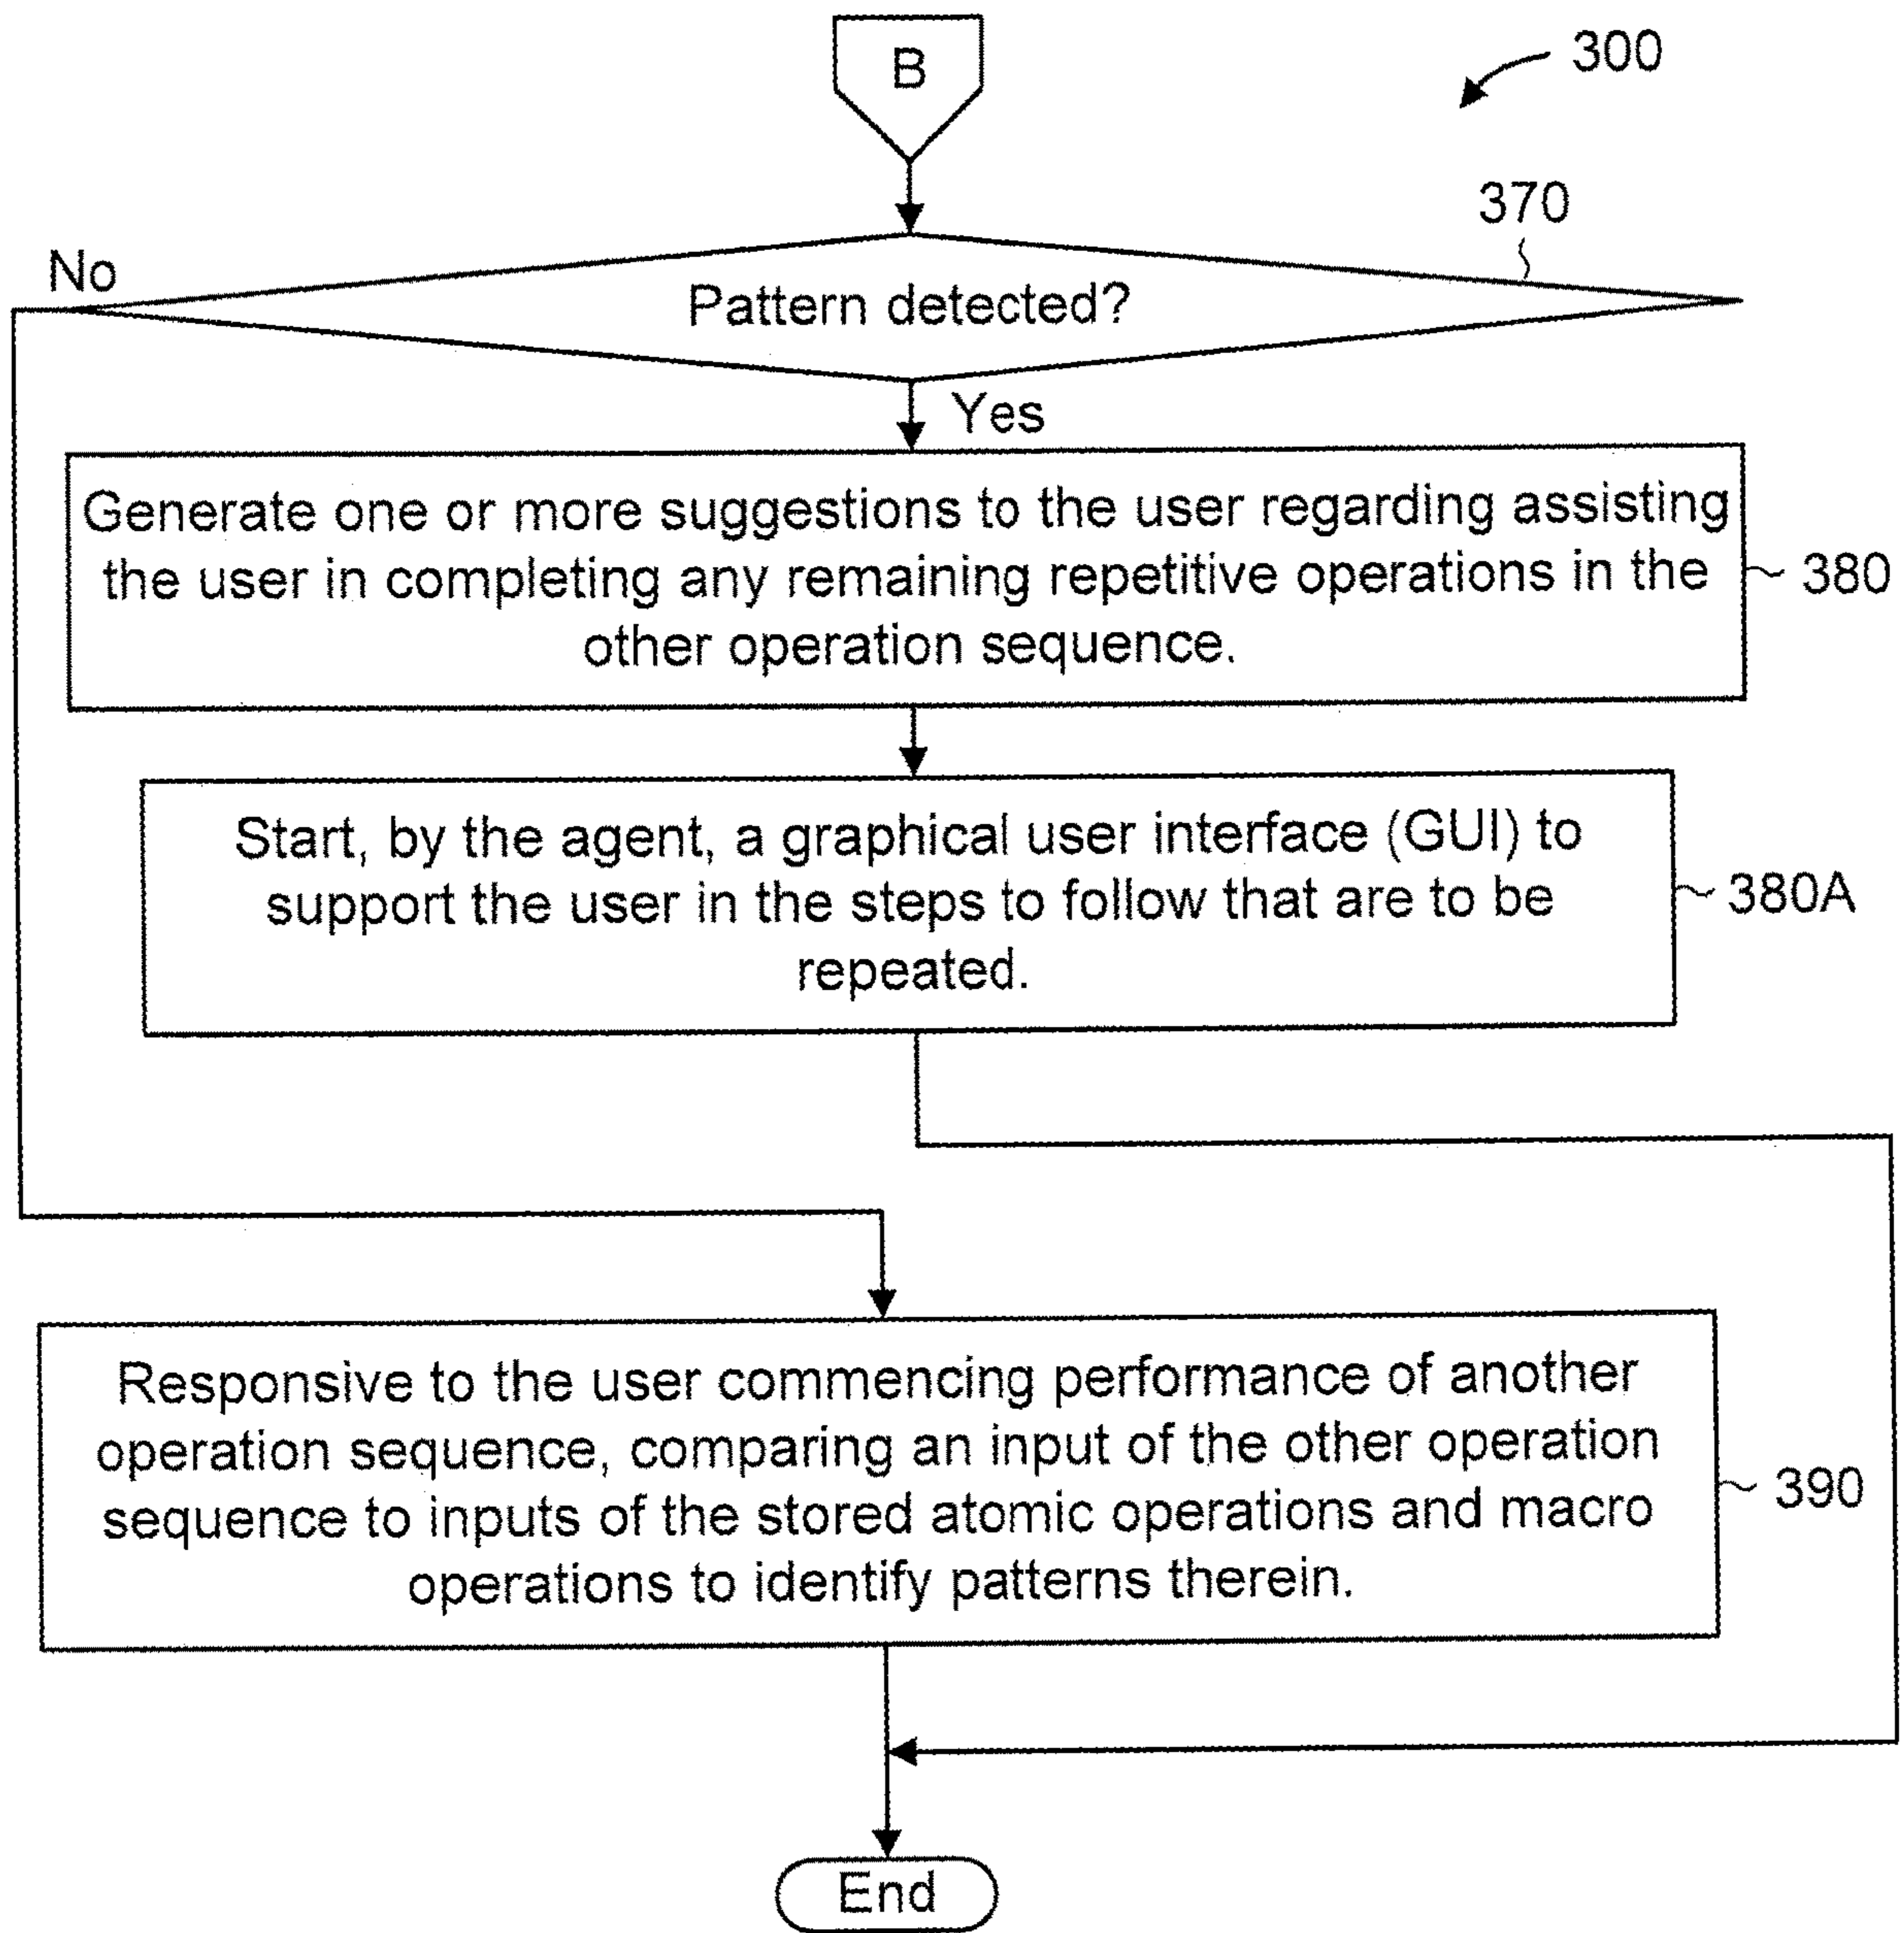 B
300
370
No
Pattern detected?
Yes
Generate one or more suggestions to the user regarding assisting
the user in completing any remaining repetitive operations in the
other operation sequence.
380
Start, by the agent, a graphical user interface (GUI) to
support the user in the steps to follow that are to be
repeated.
380A
Responsive to the user commencing performance of another
operation sequence, comparing an input of the other operation
sequence to inputs of the stored atomic operations and macro
operations to identify patterns therein.
390
End